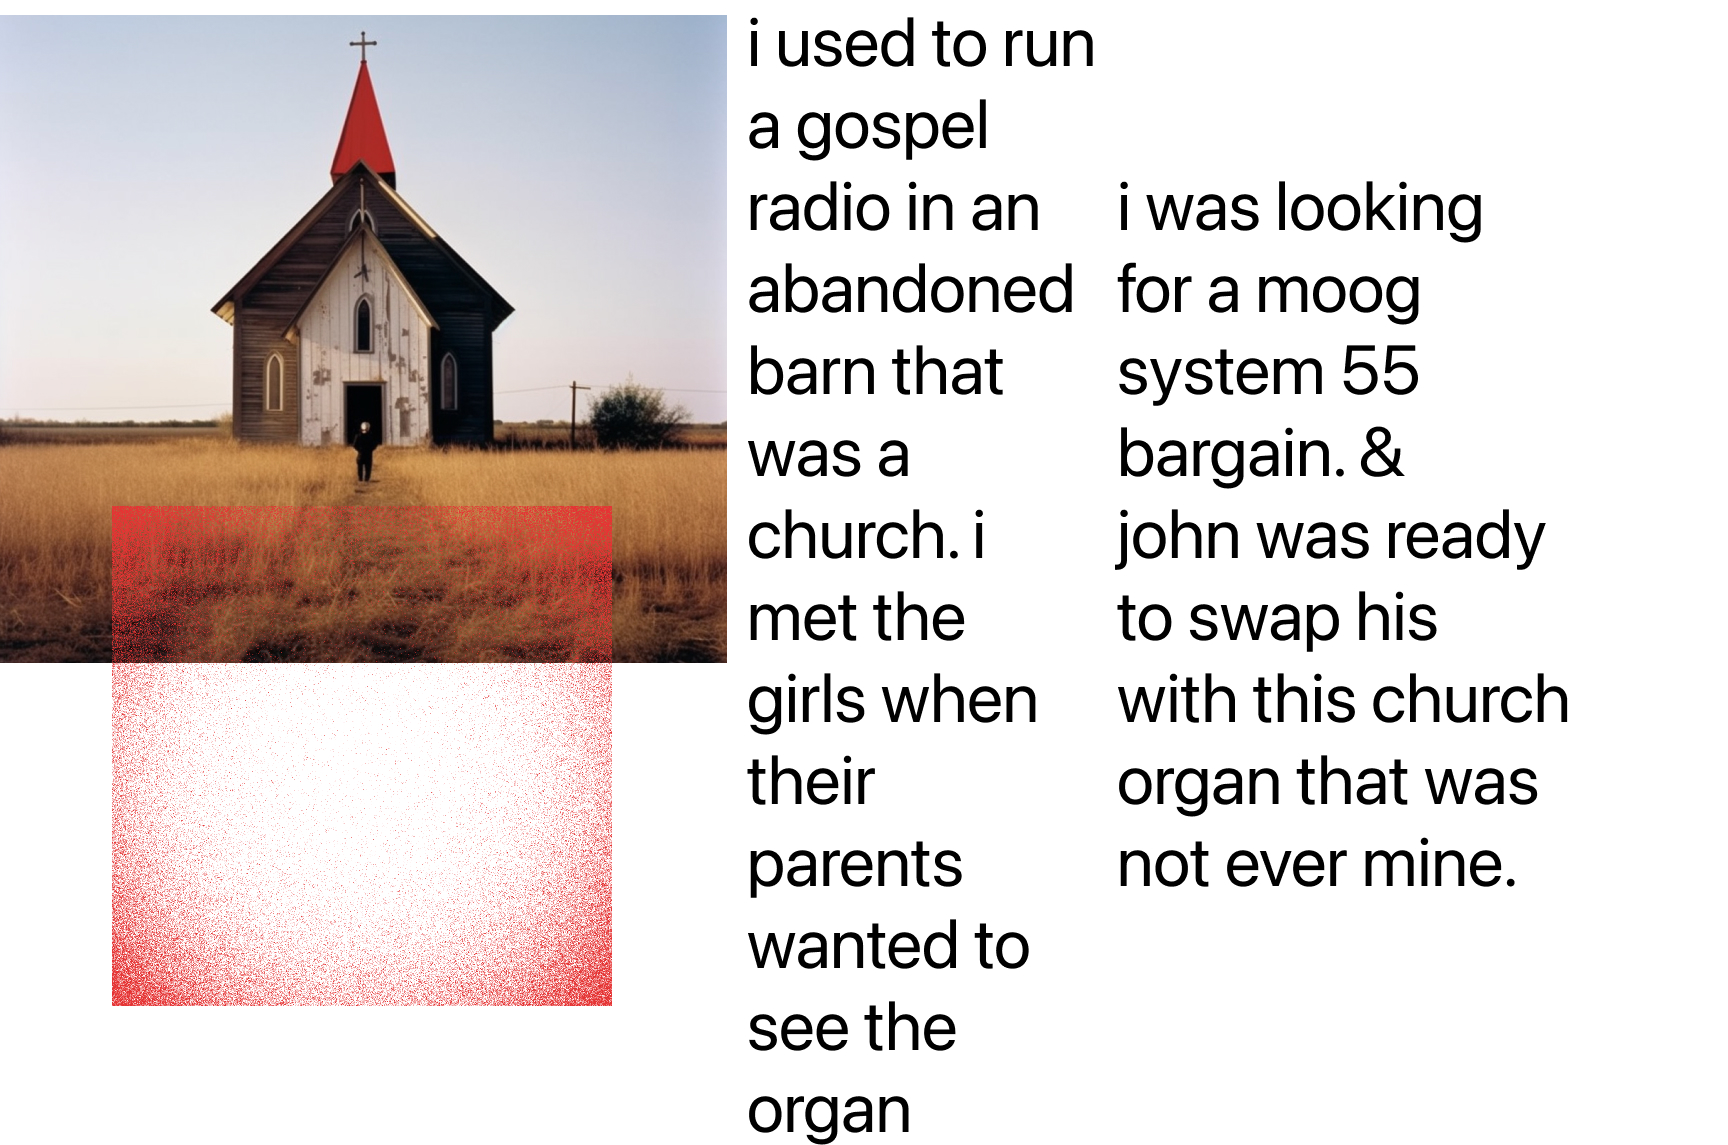 i used to run
a gospel
radio in an
abandoned
barn that
was a
church. i
met the
girls when
their
parents
wanted to
see the
organ
i was looking
for a moog
system 55
bargain. &
john was ready
to swap his
with this church
organ that was
not ever mine.